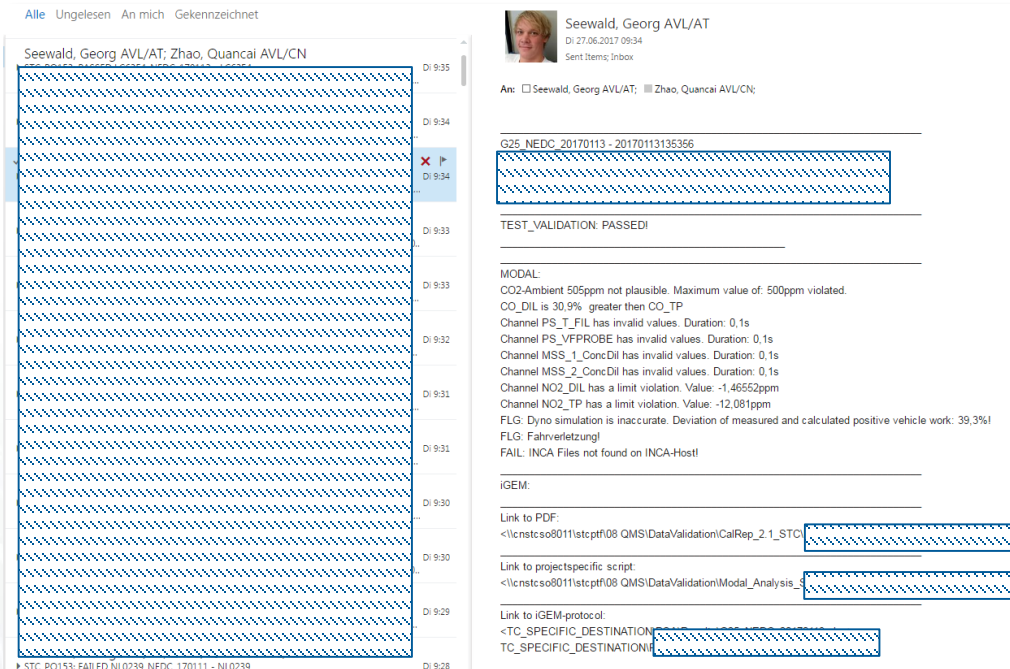 Alle Ungelesen An mich Gekennzeichnet
Seewald, Georg AVL/AT; Zhao, Quancai AVL/CN
Di 9:35
Di 9:34
Di 9:34
Di 9:33
Di 9:33
Di 9:32
Di 9:31
Di 9:31
Di 9:30
Di 9:30
Di 9:29
STC_PO153: FAILED NL0239_NEDC_170111 - NL0239 Di 9:28
Seewald, Georg AVL/AT
Di 27.06.2017 09:34
Sent Items; Inbox
An: Seewald, Georg AVL/AT; Zhao, Quancai AVL/CN;
G25_NEDC_20170113 - 20170113135356
TEST_VALIDATION: PASSED!
MODAL:
CO2-Ambient 505ppm not plausible. Maximum value of: 500ppm violated.
CO_DIL is 30,9% greater then CO_TP
Channel PS_T_FIL has invalid values. Duration: 0,1s
Channel PS_VFPROBE has invalid values. Duration: 0,1s
Channel MSS_1_ConcDil has invalid values. Duration: 0,1s
Channel MSS_2_ConcDil has invalid values. Duration: 0,1s
Channel NO2_DIL has a limit violation. Value: -1,46552ppm
Channel NO2_TP has a limit violation. Value: -12,081ppm
FLG: Dyno simulation is inaccurate. Deviation of measured and calculated positive vehicle work: 39,3%!
FLG: Fahrverletzung!
FAIL: INCA Files not found on INCA-Host!
iGEM:
Link to PDF:
<\\cnstcso8011\stcptf\08 QMS\DataValidation\CalRep_2.1_STC\
Link to projectspecific script:
<\\cnstcso8011\stcptf\08 QMS\DataValidation\Modal_Analysis_S
Link to iGEM-protocol:
<TC_SPECIFIC_DESTINATION\
TC_SPECIFIC_DESTINATION\